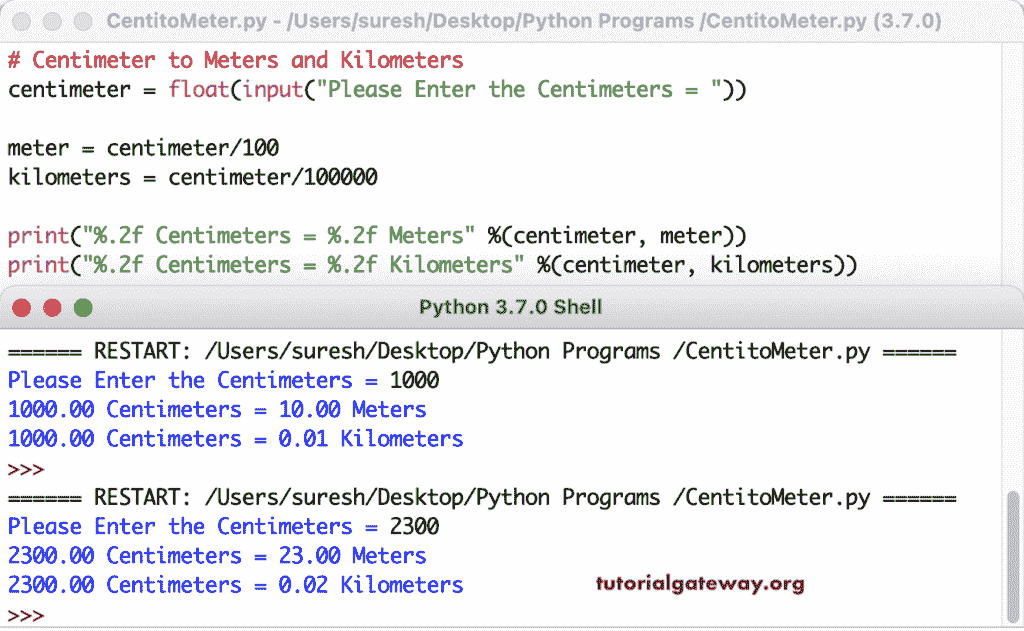 CentitoMeter.py - /Users/suresh/Desktop/Python Programs /CentitoMeter.py (3.7.0)
# Centimeter to Meters and Kilometers
centimeter = float(input("Please Enter the Centimeters = "))
meter = centimeter/100
kilometers = centimeter/100000
print("%.2f Centimeters = %.2f Meters" %(centimeter, meter))
print("%.2f Centimeters = %.2f Kilometers" %(centimeter, kilometers))
Python 3.7.0 Shell
====== RESTART: /Users/suresh/Desktop/Python Programs /CentitoMeter.py ======
Please Enter the Centimeters = 1000
1000.00 Centimeters = 10.00 Meters
1000.00 Centimeters = 0.01 Kilometers
>>>
====== RESTART: /Users/suresh/Desktop/Python Programs /CentitoMeter.py ======
Please Enter the Centimeters = 2300
2300.00 Centimeters = 23.00 Meters
2300.00 Centimeters = 0.02 Kilometers
tutorialgateway.org
>>>